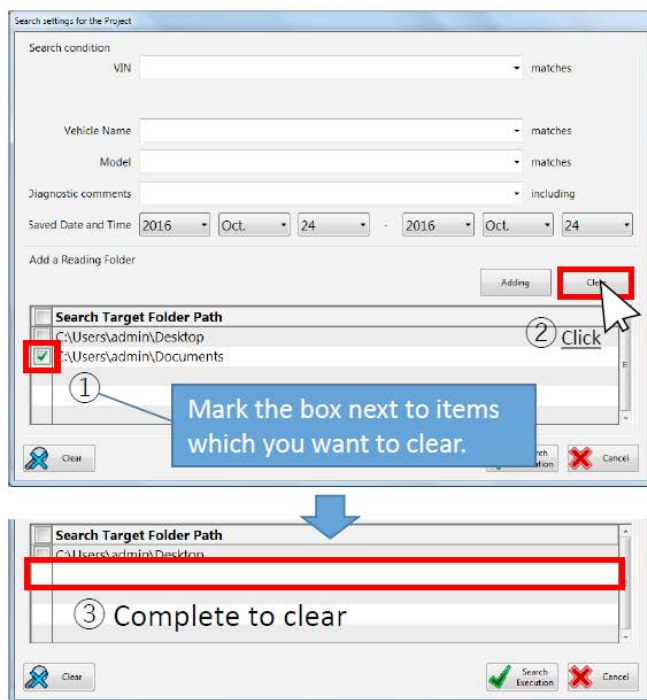 Search settings for the Project
Search condition
VIN matches
Vehicle Name matches
Model matches
Diagnostic comments including
Saved Date and Time 2016 Oct. 24 - 2016 Oct. 24
Add a Reading Folder
Adding
Search Target Folder Path
C:\Users\admin\Desktop
② Click
:\Users\admin\Documents
①
Mark the box next to items
which you want to clear.
Clear Cancel
Search Target Folder Path
C:\Users\admin\Desktop
③ Complete to clear
Clear Search Execution Cancel